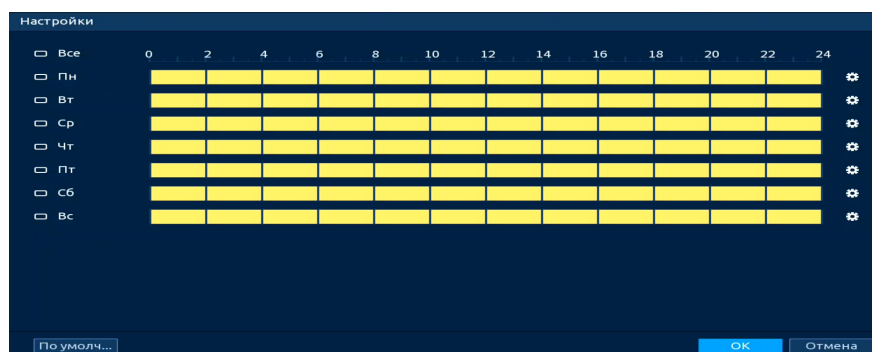 Настройки
Все 0 2 4 6 8 10 12 14 16 18 20 22 24
Пн
Вт
Ср
Чт
Пт
Сб
Вс
По умолч... OK Отмена